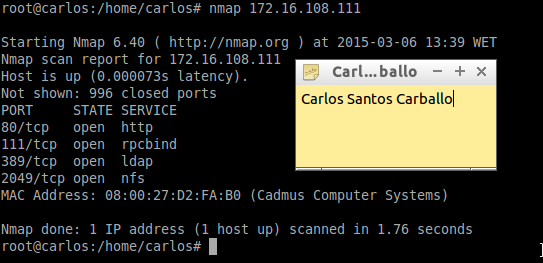 root@carlos:/home/carlos# nmap 172.16.108.111
Starting Nmap 6.40 ( http://nmap.org ) at 2015-03-06 13:39 WET
Nmap scan report for 172.16.108.111
Host is up (0.000073s latency).
Not shown: 996 closed ports
PORT     STATE SERVICE
80/tcp   open  http
111/tcp  open  rpcbind
389/tcp  open  ldap
2049/tcp open  nfs
MAC Address: 08:00:27:D2:FA:B0 (Cadmus Computer Systems)
Nmap done: 1 IP address (1 host up) scanned in 1.76 seconds
root@carlos:/home/carlos#
Carl...ballo
Carlos Santos Carballo